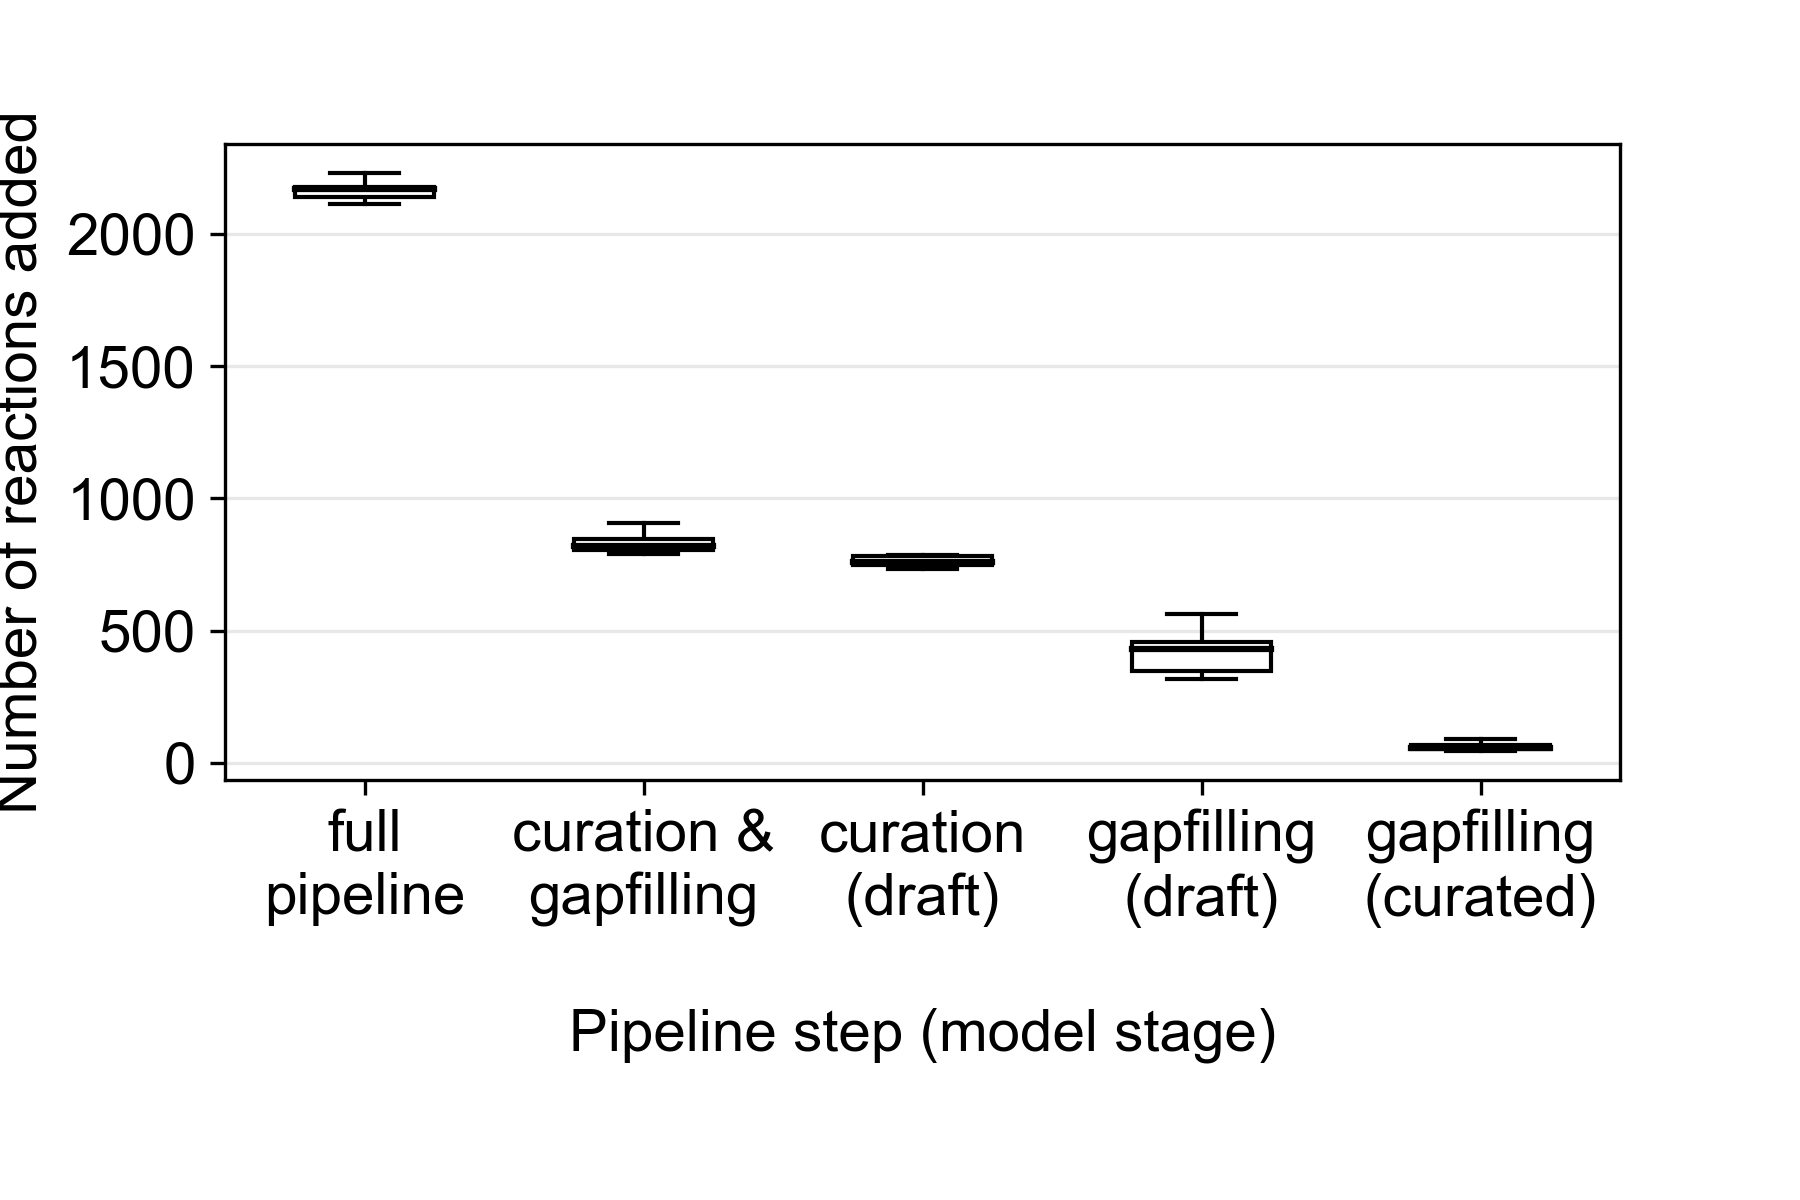 Number of reactions added
2000
1500
1000
500
0
full
pipeline
curation &
gapfilling
curation
(draft)
gapfilling
(draft)
gapfilling
(curated)
Pipeline step (model stage)